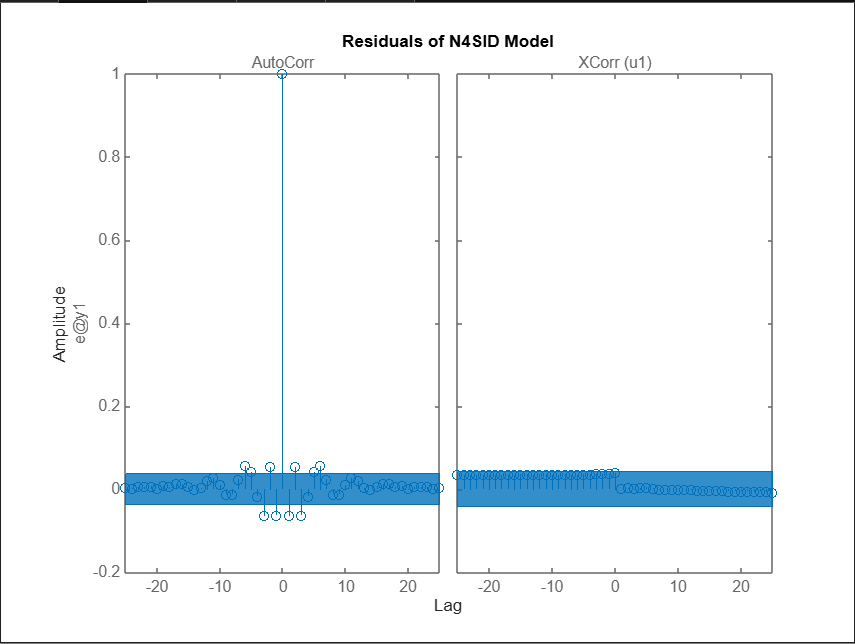 Residuals of N4SID Model
AutoCorr
XCorr (u1)
1
0.8
0.6
0.4
0.2
0
-0.2
Amplitude
e@y1
-20 -10 0 10 20
-20 -10 0 10 20
Lag